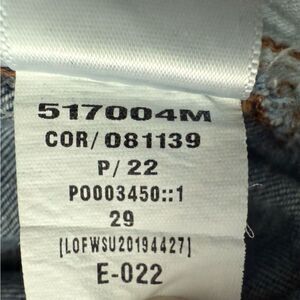 517004M
COR/081139
P/22
P0003450::1
29
[LOFWSU20194427]
E-022